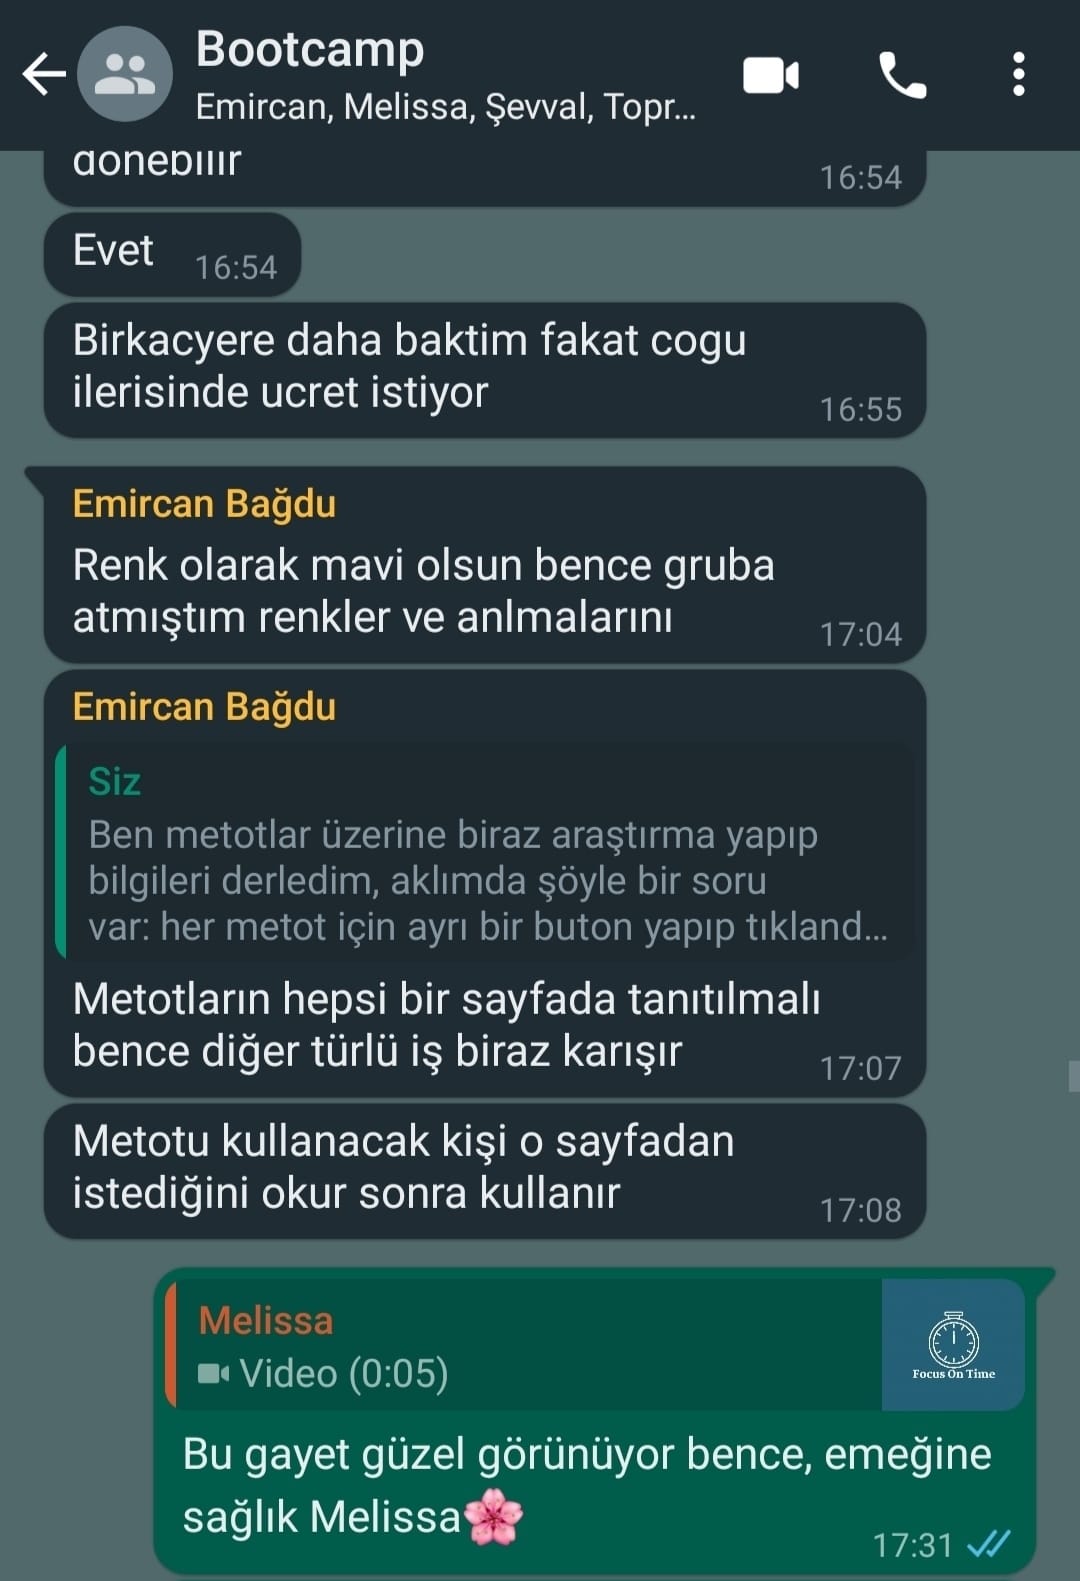 Bootcamp
Emircan, Melissa, Şevval, Topr...
dönebilir
16:54
Evet
16:54
Birkacyere daha baktim fakat cogu
ilerisinde ucret istiyor
16:55
Emircan Bağdu
Renk olarak mavi olsun bence gruba
atmıştım renkler ve anlmalarını
17:04
Emircan Bağdu
Siz
Ben metotlar üzerine biraz araştırma yapıp
bilgileri derledim, aklımda şöyle bir soru
var: her metot için ayrı bir buton yapıp tıkland...
Metotların hepsi bir sayfada tanıtılmalı
bence diğer türlü iş biraz karışır
17:07
Metotu kullanacak kişi o sayfadan
istediğini okur sonra kullanır
17:08
Melissa
Video (0:05)
Focus On Time
Bu gayet güzel görünüyor bence, emeğine
sağlık Melissa🌸
17:31